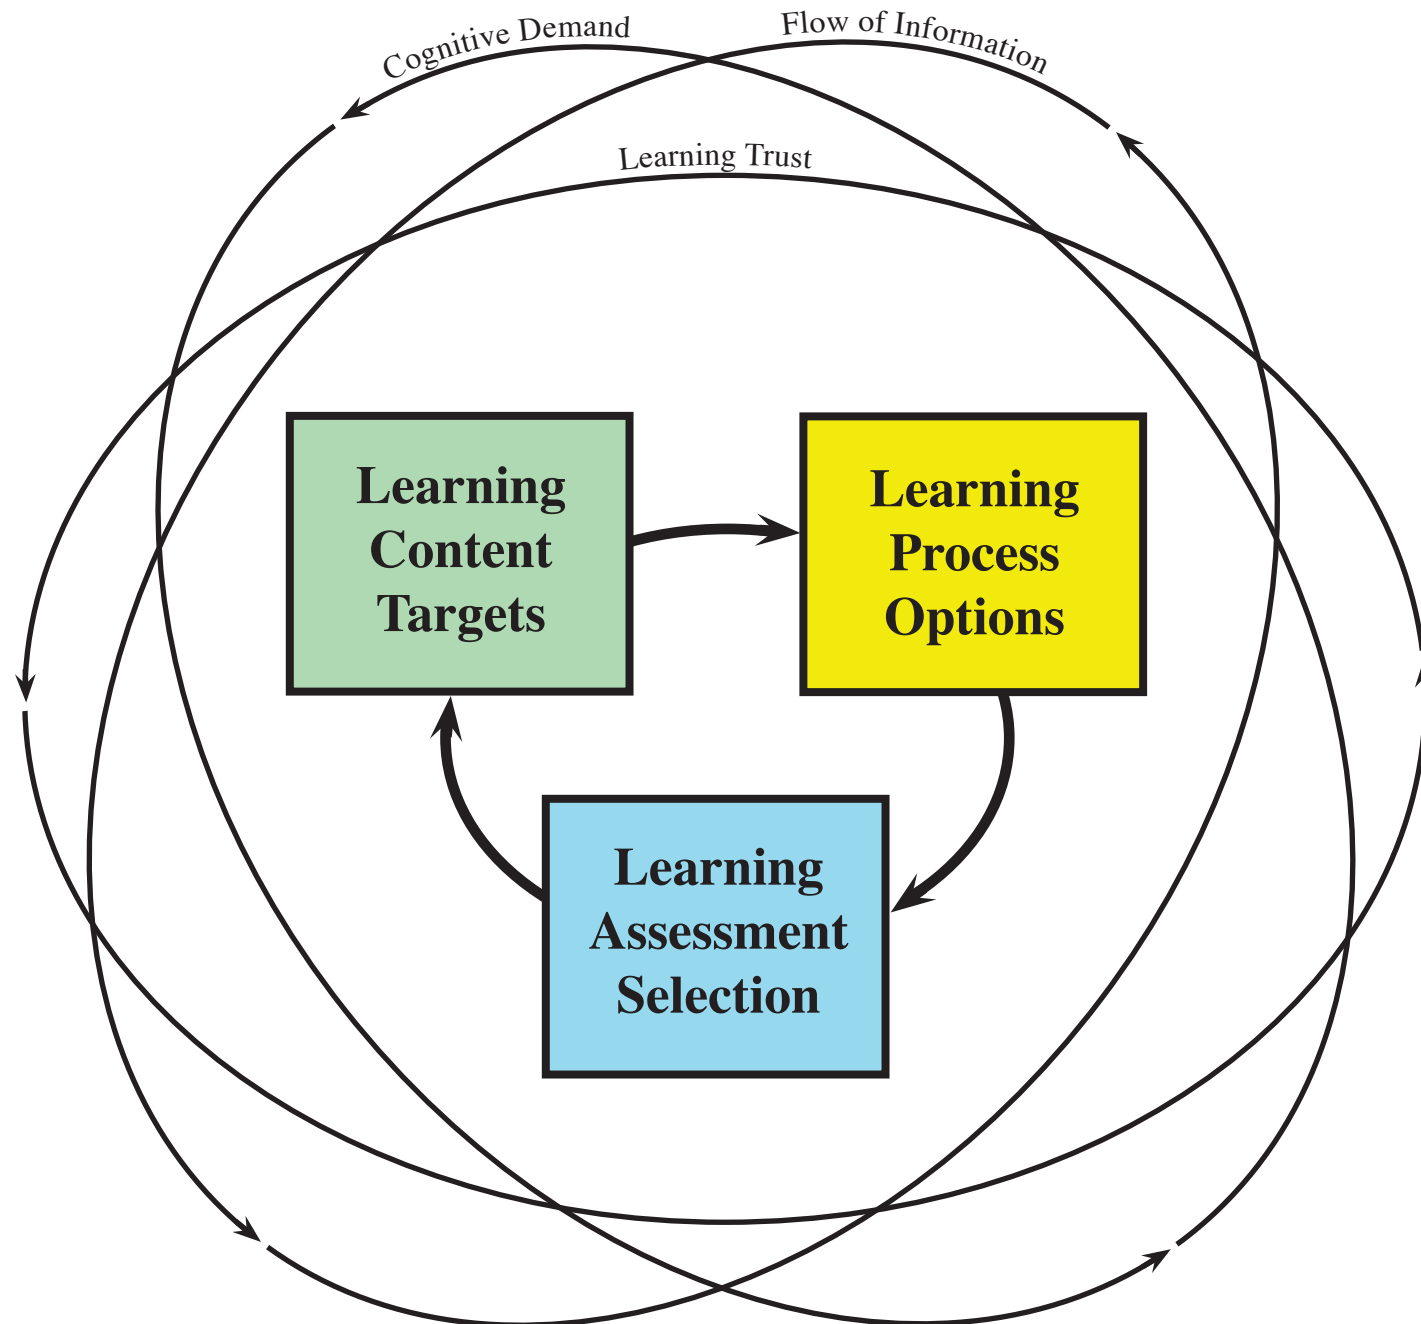 Cognitive Demand
Flow of Information
Learning Trust
Learning
Content
Targets
Learning
Process
Options
Learning
Assessment
Selection